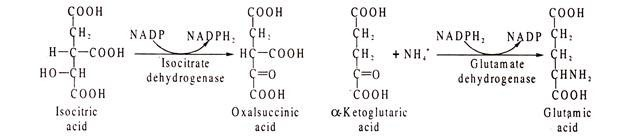 COOH
CH₂
H-C-COOH
HO-CH
COOH
Isocitric
acid
NADP NADPH₂
Isocitrate
dehydrogenase
COOH
CH₂
HC-COOH
C=O
COOH
Oxalsuccinic
acid
COOH
CH₂
CH₂
C=O
COOH
α-Ketoglutaric
acid
+ NH₄⁺
NADPH₂ NADP
Glutamate
dehydrogenase
COOH
CH₂
CH₂
CHNH₂
COOH
Glutamic
acid